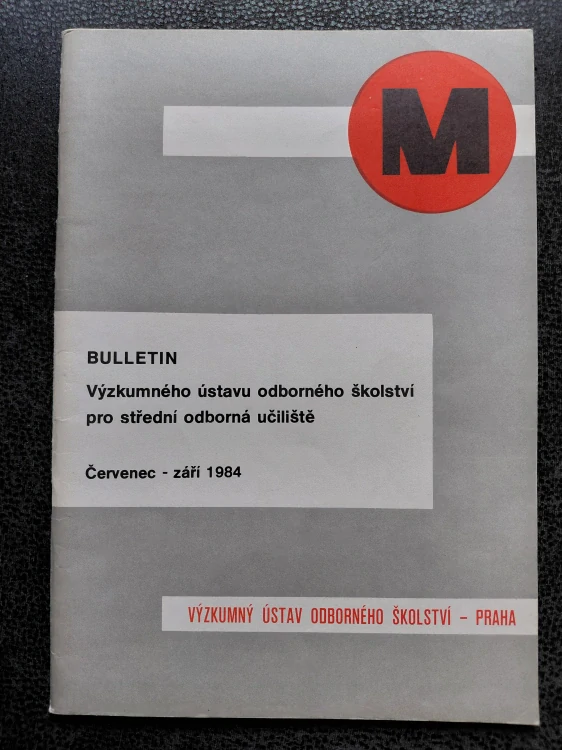 M
BULLETIN
Výzkumného ústavu odborného školství
pro střední odborná učiliště
Červenec - září 1984
VÝZKUMNÝ ÚSTAV ODBORNÉHO ŠKOLSTVÍ – PRAHA